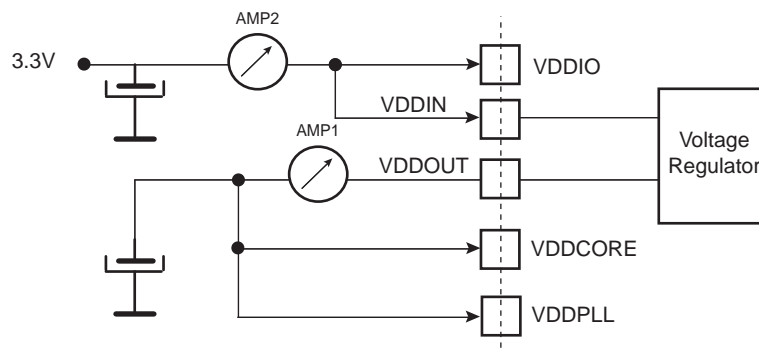 AMP2
3.3V
VDDIO
VDDIN
AMP1
Voltage
Regulator
VDDOUT
VDDCORE
VDDPLL